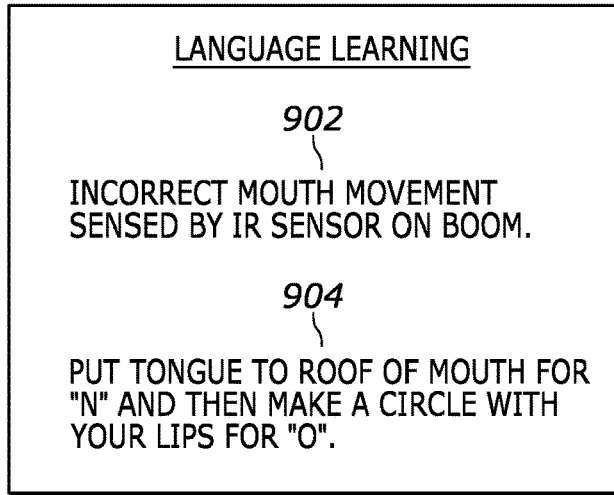 LANGUAGE LEARNING
902
INCORRECT MOUTH MOVEMENT
SENSED BY IR SENSOR ON BOOM.
904
PUT TONGUE TO ROOF OF MOUTH FOR
"N" AND THEN MAKE A CIRCLE WITH
YOUR LIPS FOR "O".